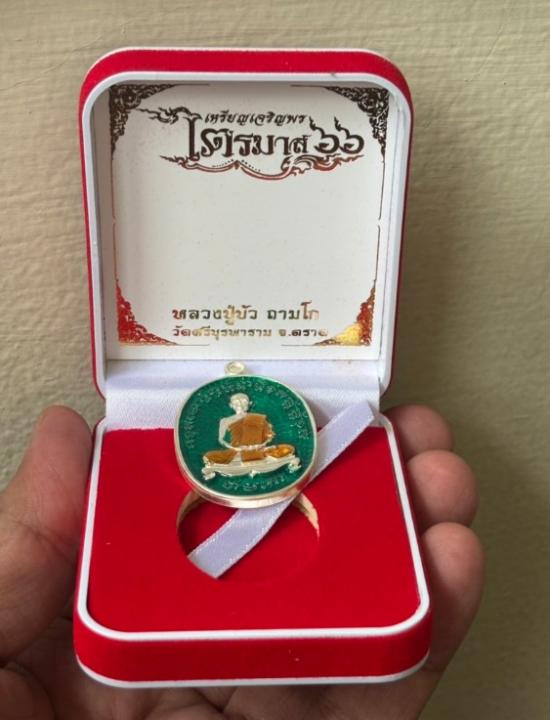 เหรียญเจริญพร
ไตรมาส ๖๖
หลวงปู่บัว ถามโก
วัดศรีบุรพาราม จ.ตราด